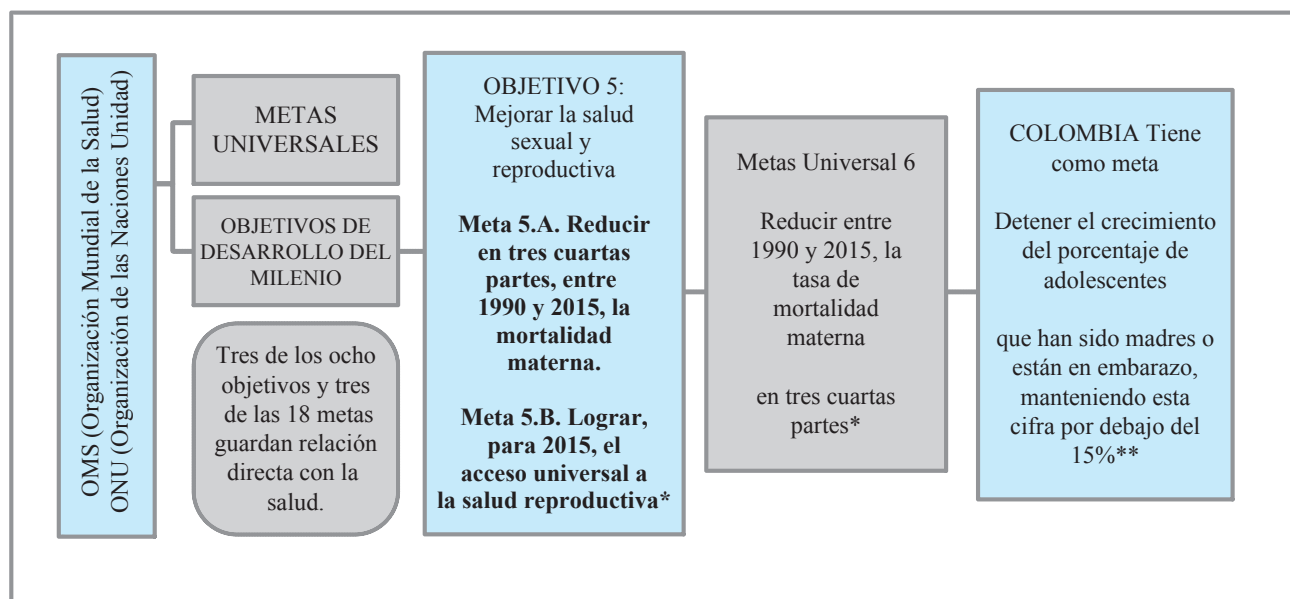 OMS (Organización Mundial de la Salud)
ONU (Organización de las Naciones Unidad)
METAS
UNIVERSALES
OBJETIVOS DE
DESARROLLO DEL
MILENIO
Tres de los ocho
objetivos y tres
de las 18 metas
guardan relación
directa con la
salud.
OBJETIVO 5:
Mejorar la salud
sexual y
reproductiva
Meta 5.A. Reducir
en tres cuartas
partes, entre
1990 y 2015, la
mortalidad
materna.
Meta 5.B. Lograr,
para 2015, el
acceso universal a
la salud reproductiva*
Metas Universal 6
Reducir entre
1990 y 2015, la
tasa de
mortalidad
materna
en tres cuartas
partes*
COLOMBIA Tiene
como meta
Detener el crecimiento
del porcentaje de
adolescentes
que han sido madres o
están en embarazo,
manteniendo esta
cifra por debajo del
15%**